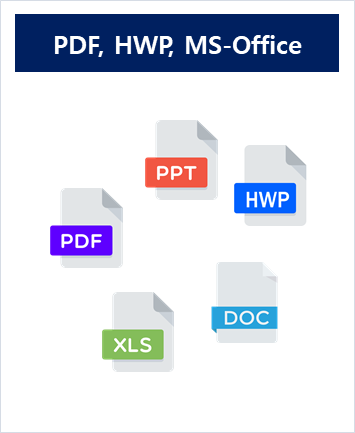 PDF, HWP, MS-Office
PPT
HWP
PDF
DOC
XLS